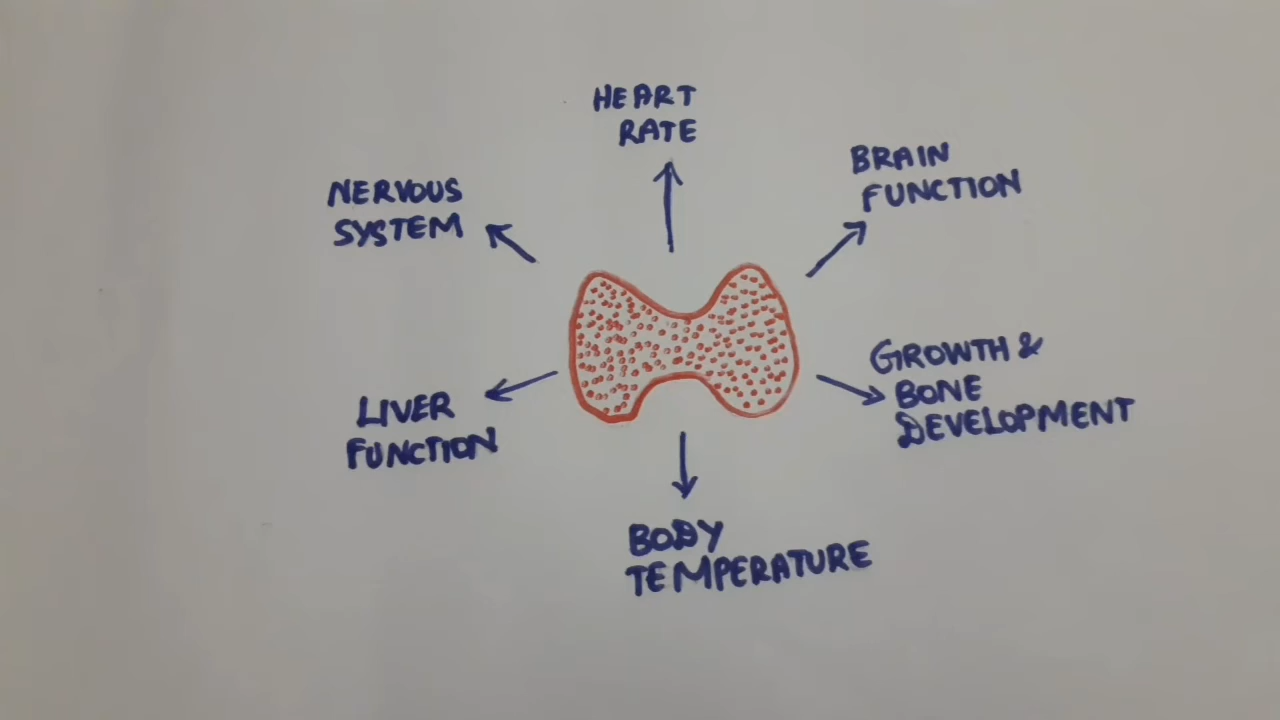 HEART
RATE
BRAIN
FUNCTION
NERVOUS
SYSTEM
GROWTH &
BONE
DEVELOPMENT
LIVER
FUNCTION
BODY
TEMPERATURE